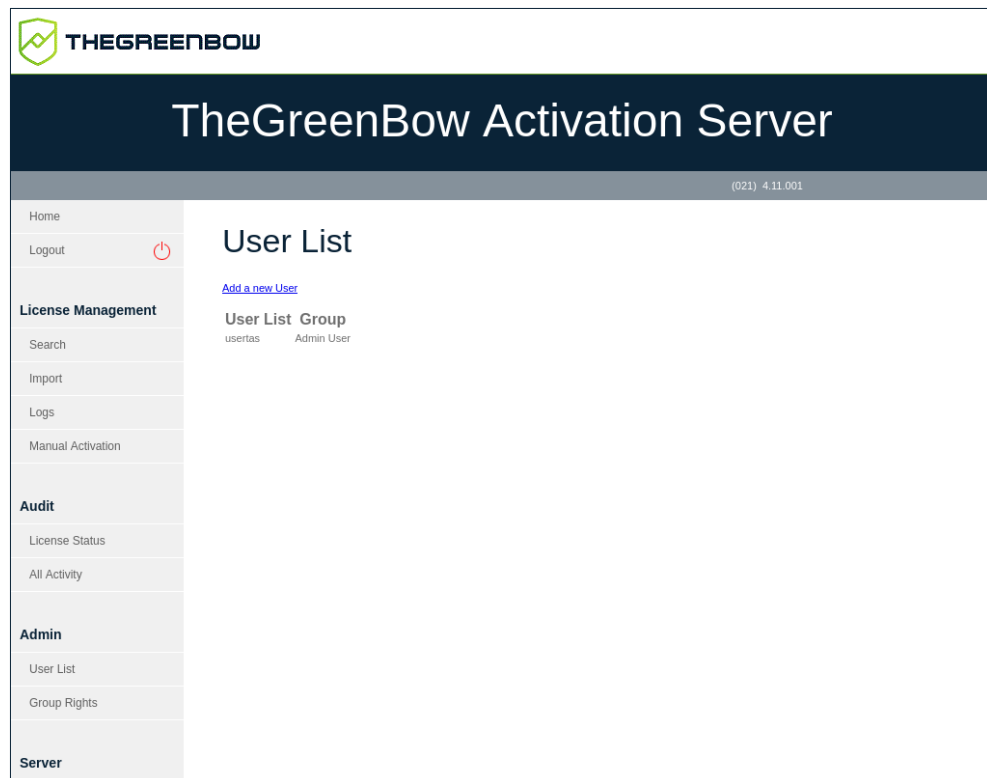 THEGREENBOW
TheGreenBow Activation Server
(021) 4.11.001
Home
Logout
License Management
Search
Import
Logs
Manual Activation
Audit
License Status
All Activity
Admin
User List
Group Rights
Server
User List
Add a new User
User List Group
usertas Admin User